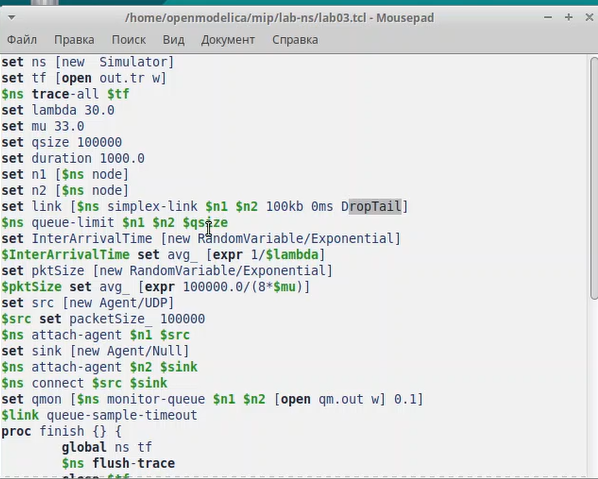 /home/openmodelica/mip/lab-ns/lab03.tcl - Mousepad
Файл Правка Поиск Вид Документ Справка
set ns [new  Simulator]
set tf [open out.tr w]
$ns trace-all $tf
set lambda 30.0
set mu 33.0
set qsize 100000
set duration 1000.0
set n1 [$ns node]
set n2 [$ns node]
set link [$ns simplex-link $n1 $n2 100kb 0ms DropTail]
$ns queue-limit $n1 $n2 $qsize
set InterArrivalTime [new RandomVariable/Exponential]
$InterArrivalTime set avg_ [expr 1/$lambda]
set pktSize [new RandomVariable/Exponential]
$pktSize set avg_ [expr 100000.0/(8*$mu)]
set src [new Agent/UDP]
$src set packetSize_ 100000
$ns attach-agent $n1 $src
set sink [new Agent/Null]
$ns attach-agent $n2 $sink
$ns connect $src $sink
set qmon [$ns monitor-queue $n1 $n2 [open qm.out w] 0.1]
$link queue-sample-timeout
proc finish {} {
        global ns tf
        $ns flush-trace
        close $tf